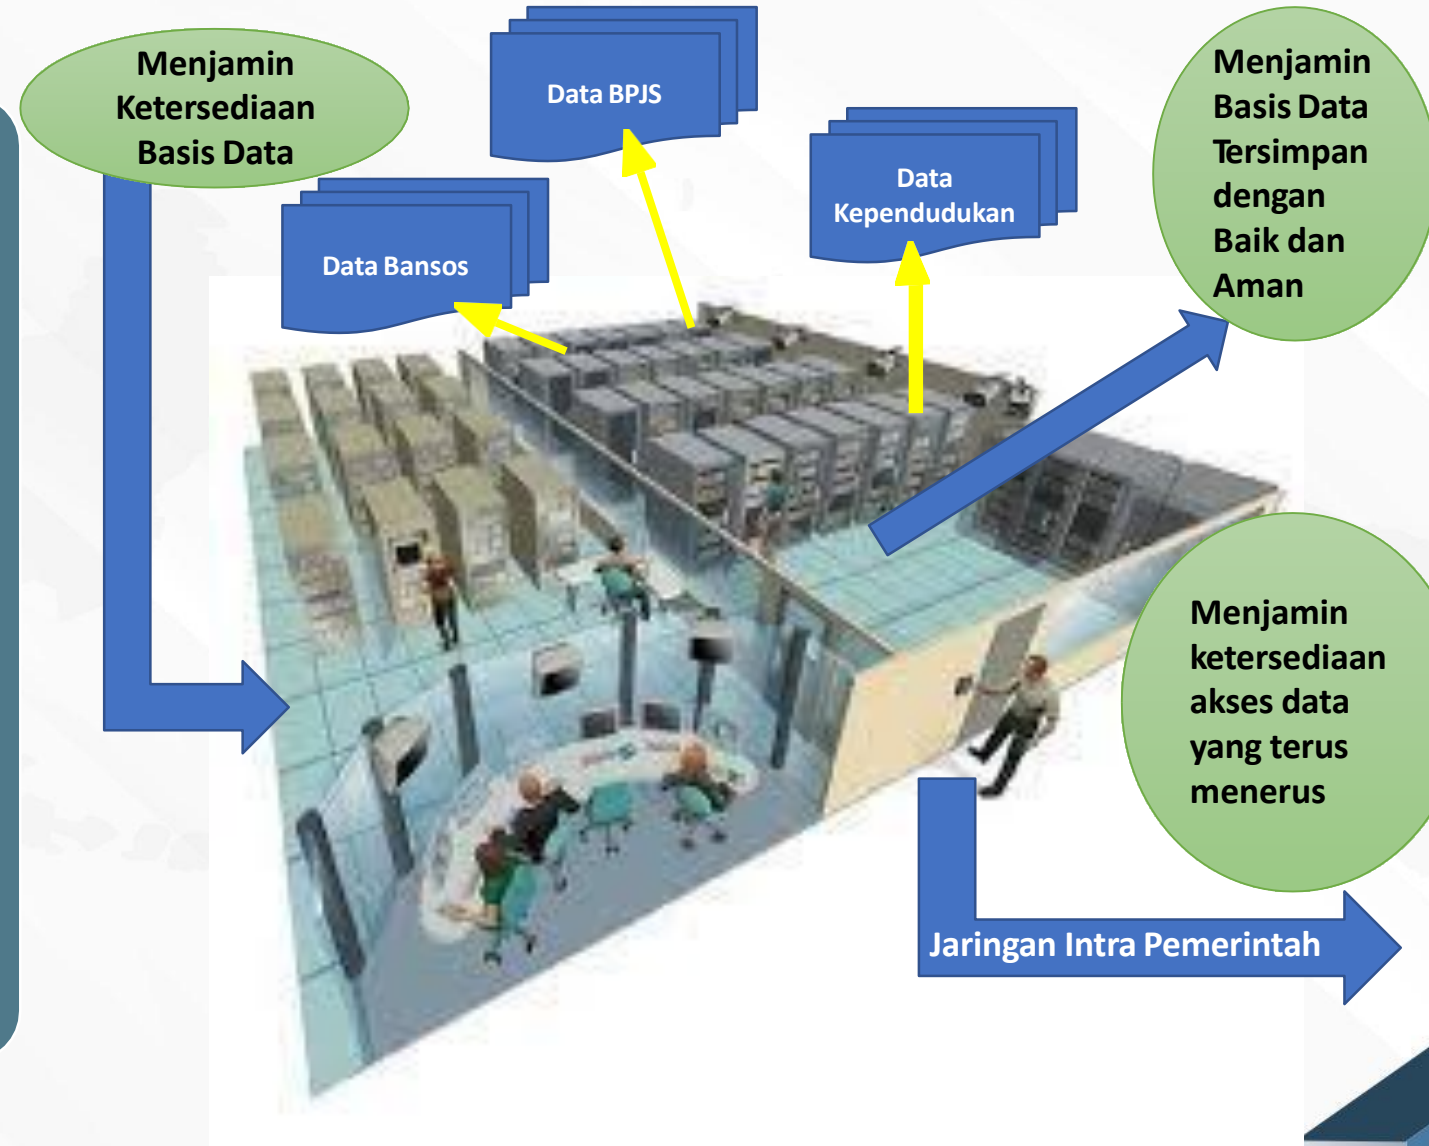 Menjamin
Ketersediaan
Basis Data
Data BPJS
Data Bansos
Data
Kependudukan
Menjamin
Basis Data
Tersimpan
dengan
Baik dan
Aman
Menjamin
ketersediaan
akses data
yang terus
menerus
Jaringan Intra Pemerintah